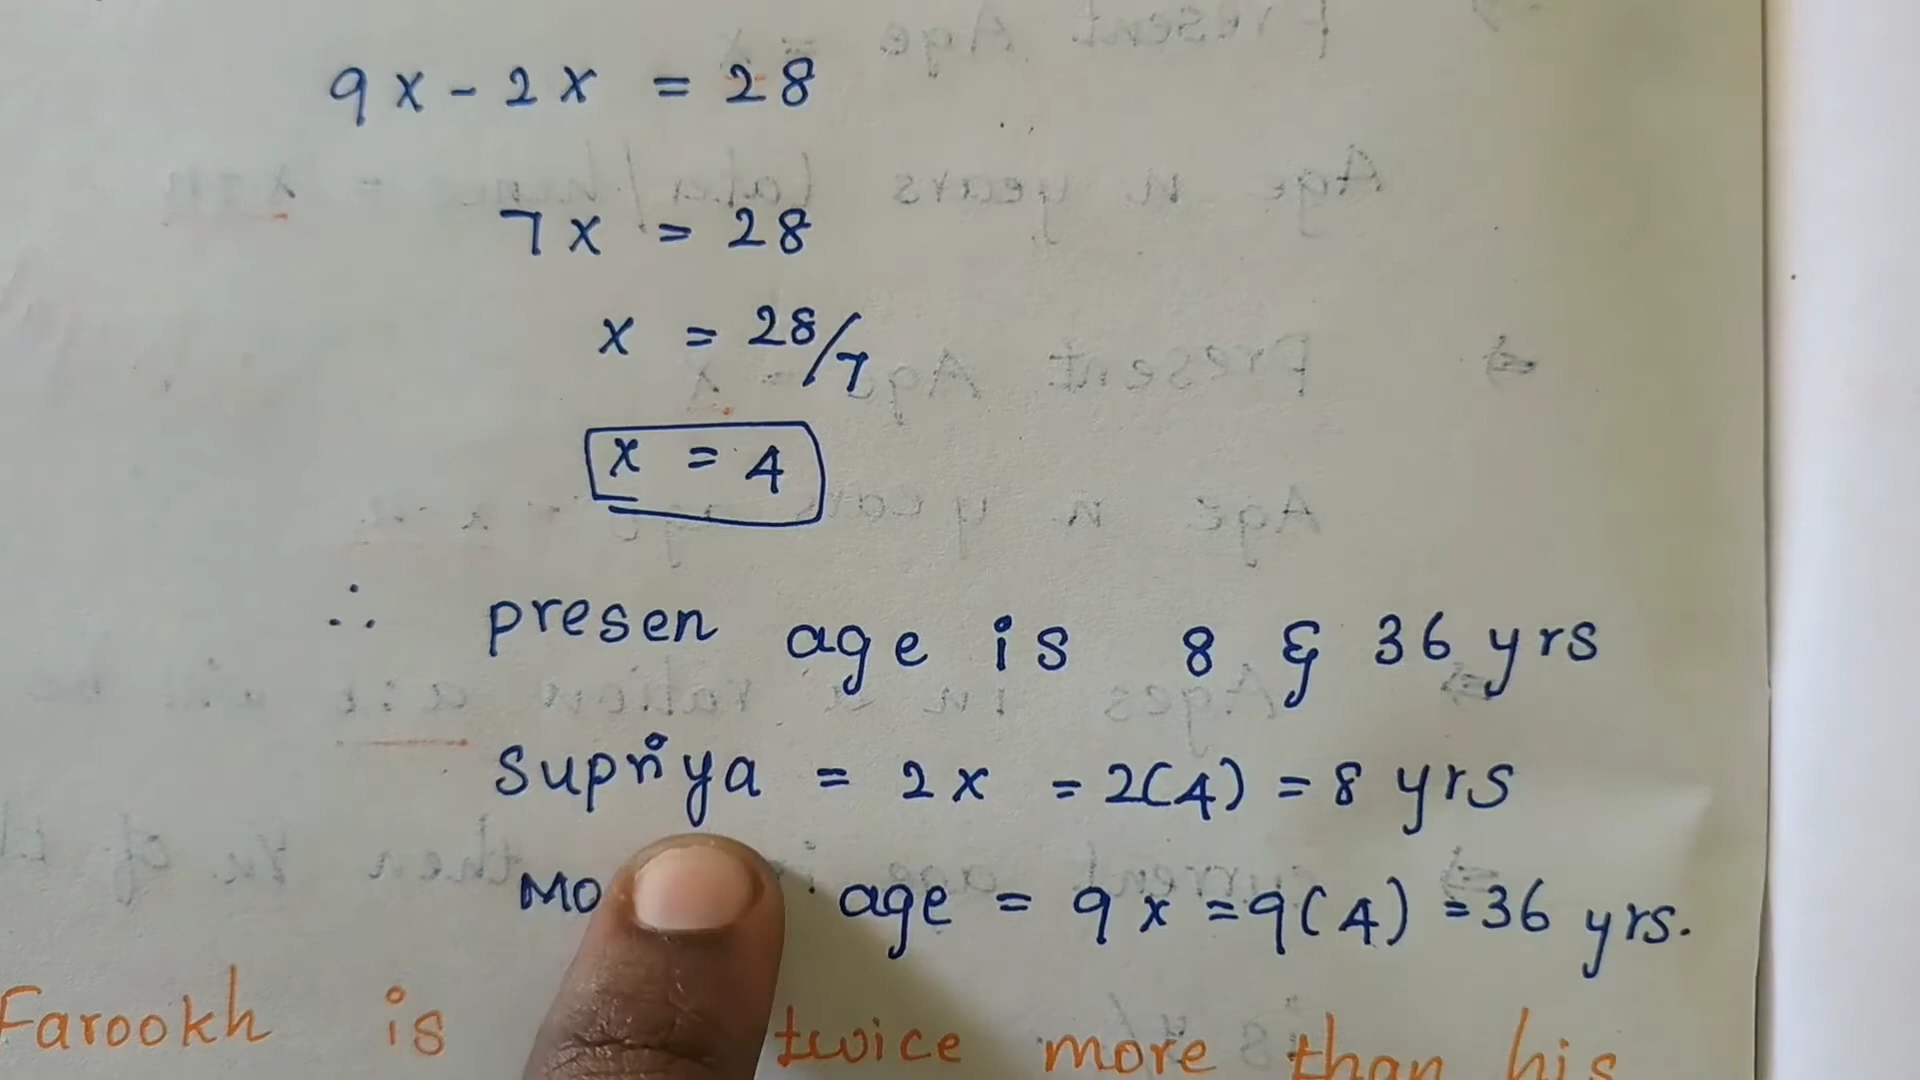 9x - 2x = 28
7x = 28
x = 28/7
x = 4
∴ presen age is 8 & 36 yrs
Supriya = 2x = 2(4) = 8 yrs
age = 9x = 9(4) = 36 yrs.
Farookh is twice more than his